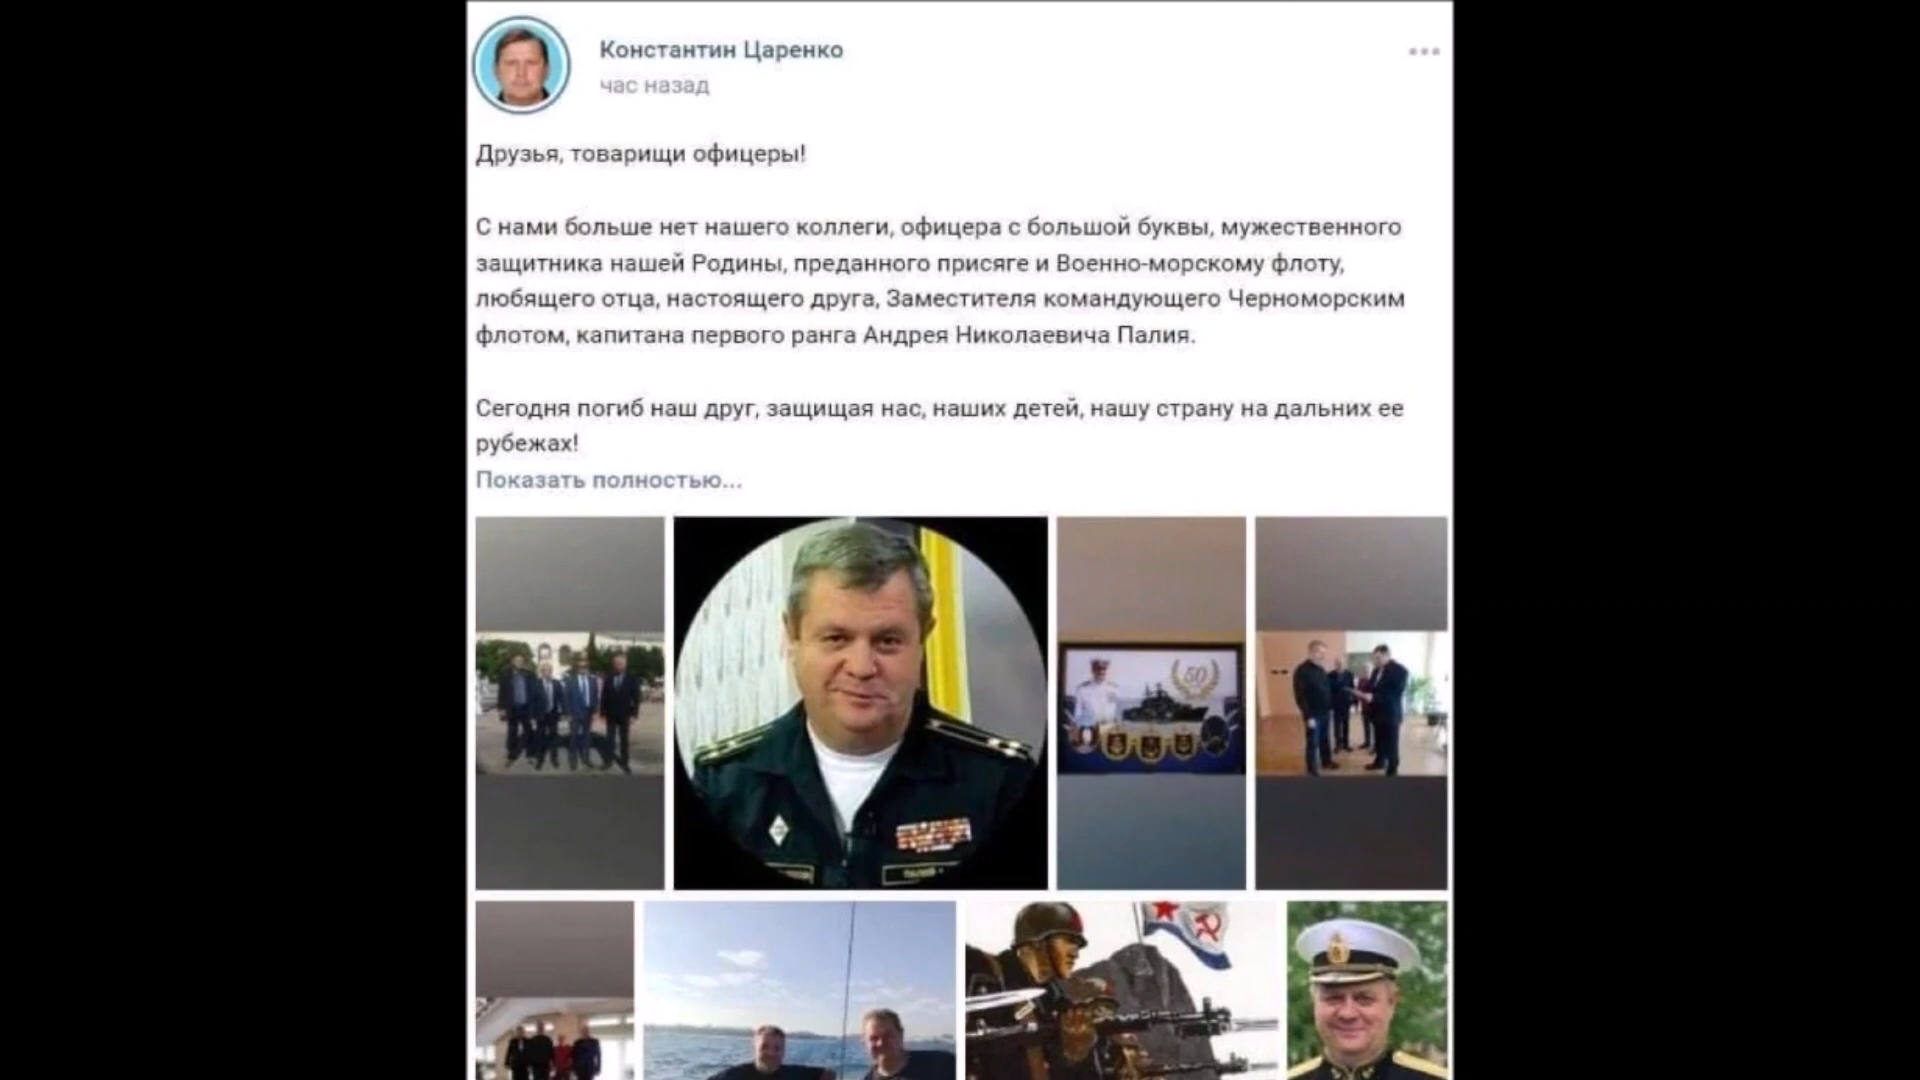 Константин Царенко
час назад
Друзья, товарищи офицеры!
С нами больше нет нашего коллеги, офицера с большой буквы, мужественного
защитника нашей Родины, преданного присяге и Военно-морскому флоту,
любящего отца, настоящего друга, Заместителя командующего Черноморским
флотом, капитана первого ранга Андрея Николаевича Палия.
Сегодня погиб наш друг, защищая нас, наших детей, нашу страну на дальних ее
рубежах!
Показать полностью...
50